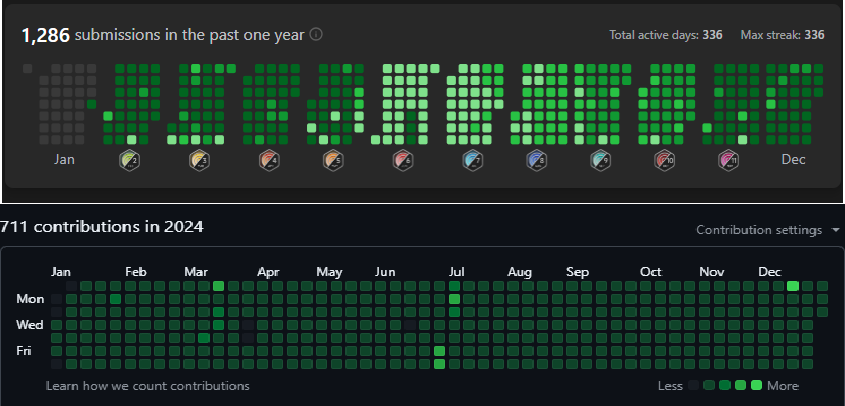 1,286 submissions in the past one year Total active days: 336 Max streak: 336
Jan 2 3 4 5 6 7 8 9 10 11 Dec
711 contributions in 2024
Contribution settings
Jan Feb Mar Apr May Jun Jul Aug Sep Oct Nov Dec
Mon
Wed
Fri
Learn how we count contributions Less More